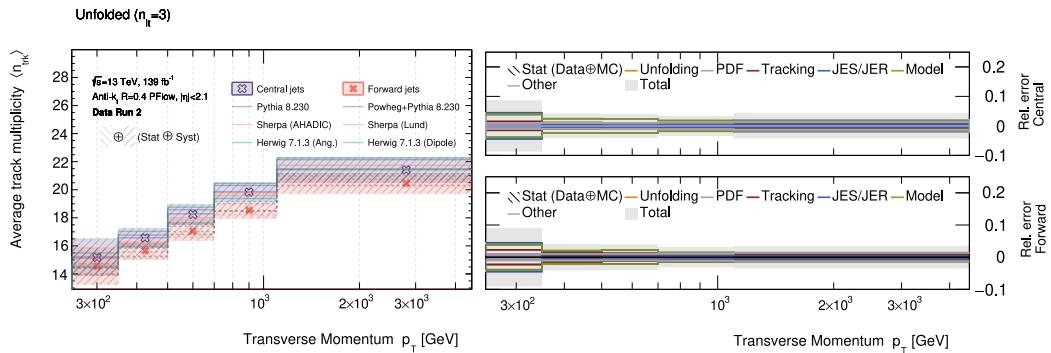 Unfolded (n_lt=3)
Average track multiplicity ⟨n_trk⟩
28
26
24
22
20
18
16
14
√s=13 TeV, 139 fb⁻¹
Anti-k_t R=0.4 PFlow, |η|<2.1
Data Run 2
⊕ (Stat ⊕ Syst)
Central jets Forward jets
Pythia 8.230 Powheg+Pythia 8.230
Sherpa (AHADIC) Sherpa (Lund)
Herwig 7.1.3 (Ang.) Herwig 7.1.3 (Dipole)
3×10² 10³ 2×10³ 3×10³
Transverse Momentum p_T [GeV]
Stat (Data⊕MC) Unfolding PDF Tracking JES/JER Model
Other Total
0.2
0.1
0
−0.1
Rel. error
Central
Stat (Data⊕MC) Unfolding PDF Tracking JES/JER Model
Other Total
0.2
0.1
0
−0.1
Rel. error
Forward
3×10² 10³ 2×10³ 3×10³
Transverse Momentum p_T [GeV]